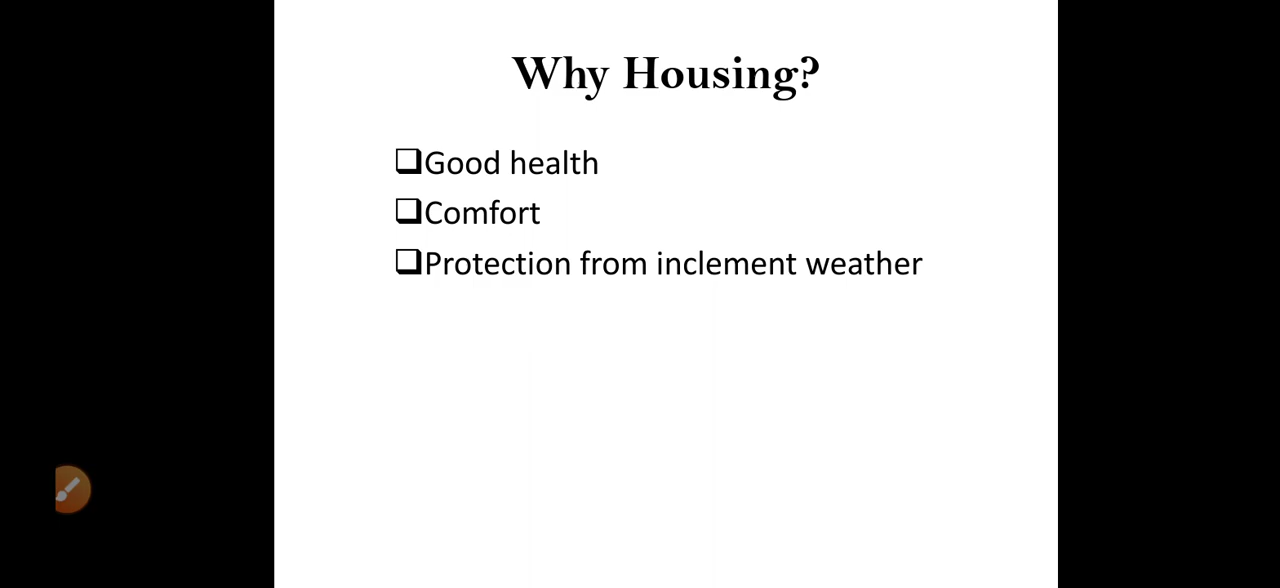 Why Housing?
❑Good health
❑Comfort
❑Protection from inclement weather